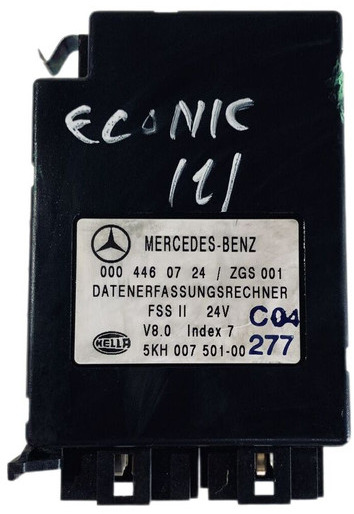 ECONIC
121
MERCEDES-BENZ
000 446 07 24 / ZGS 001
DATENERFASSUNGSRECHNER
FSS II 24V
C04
V8.0 Index 7
277
HELLA
5KH 007 501-00